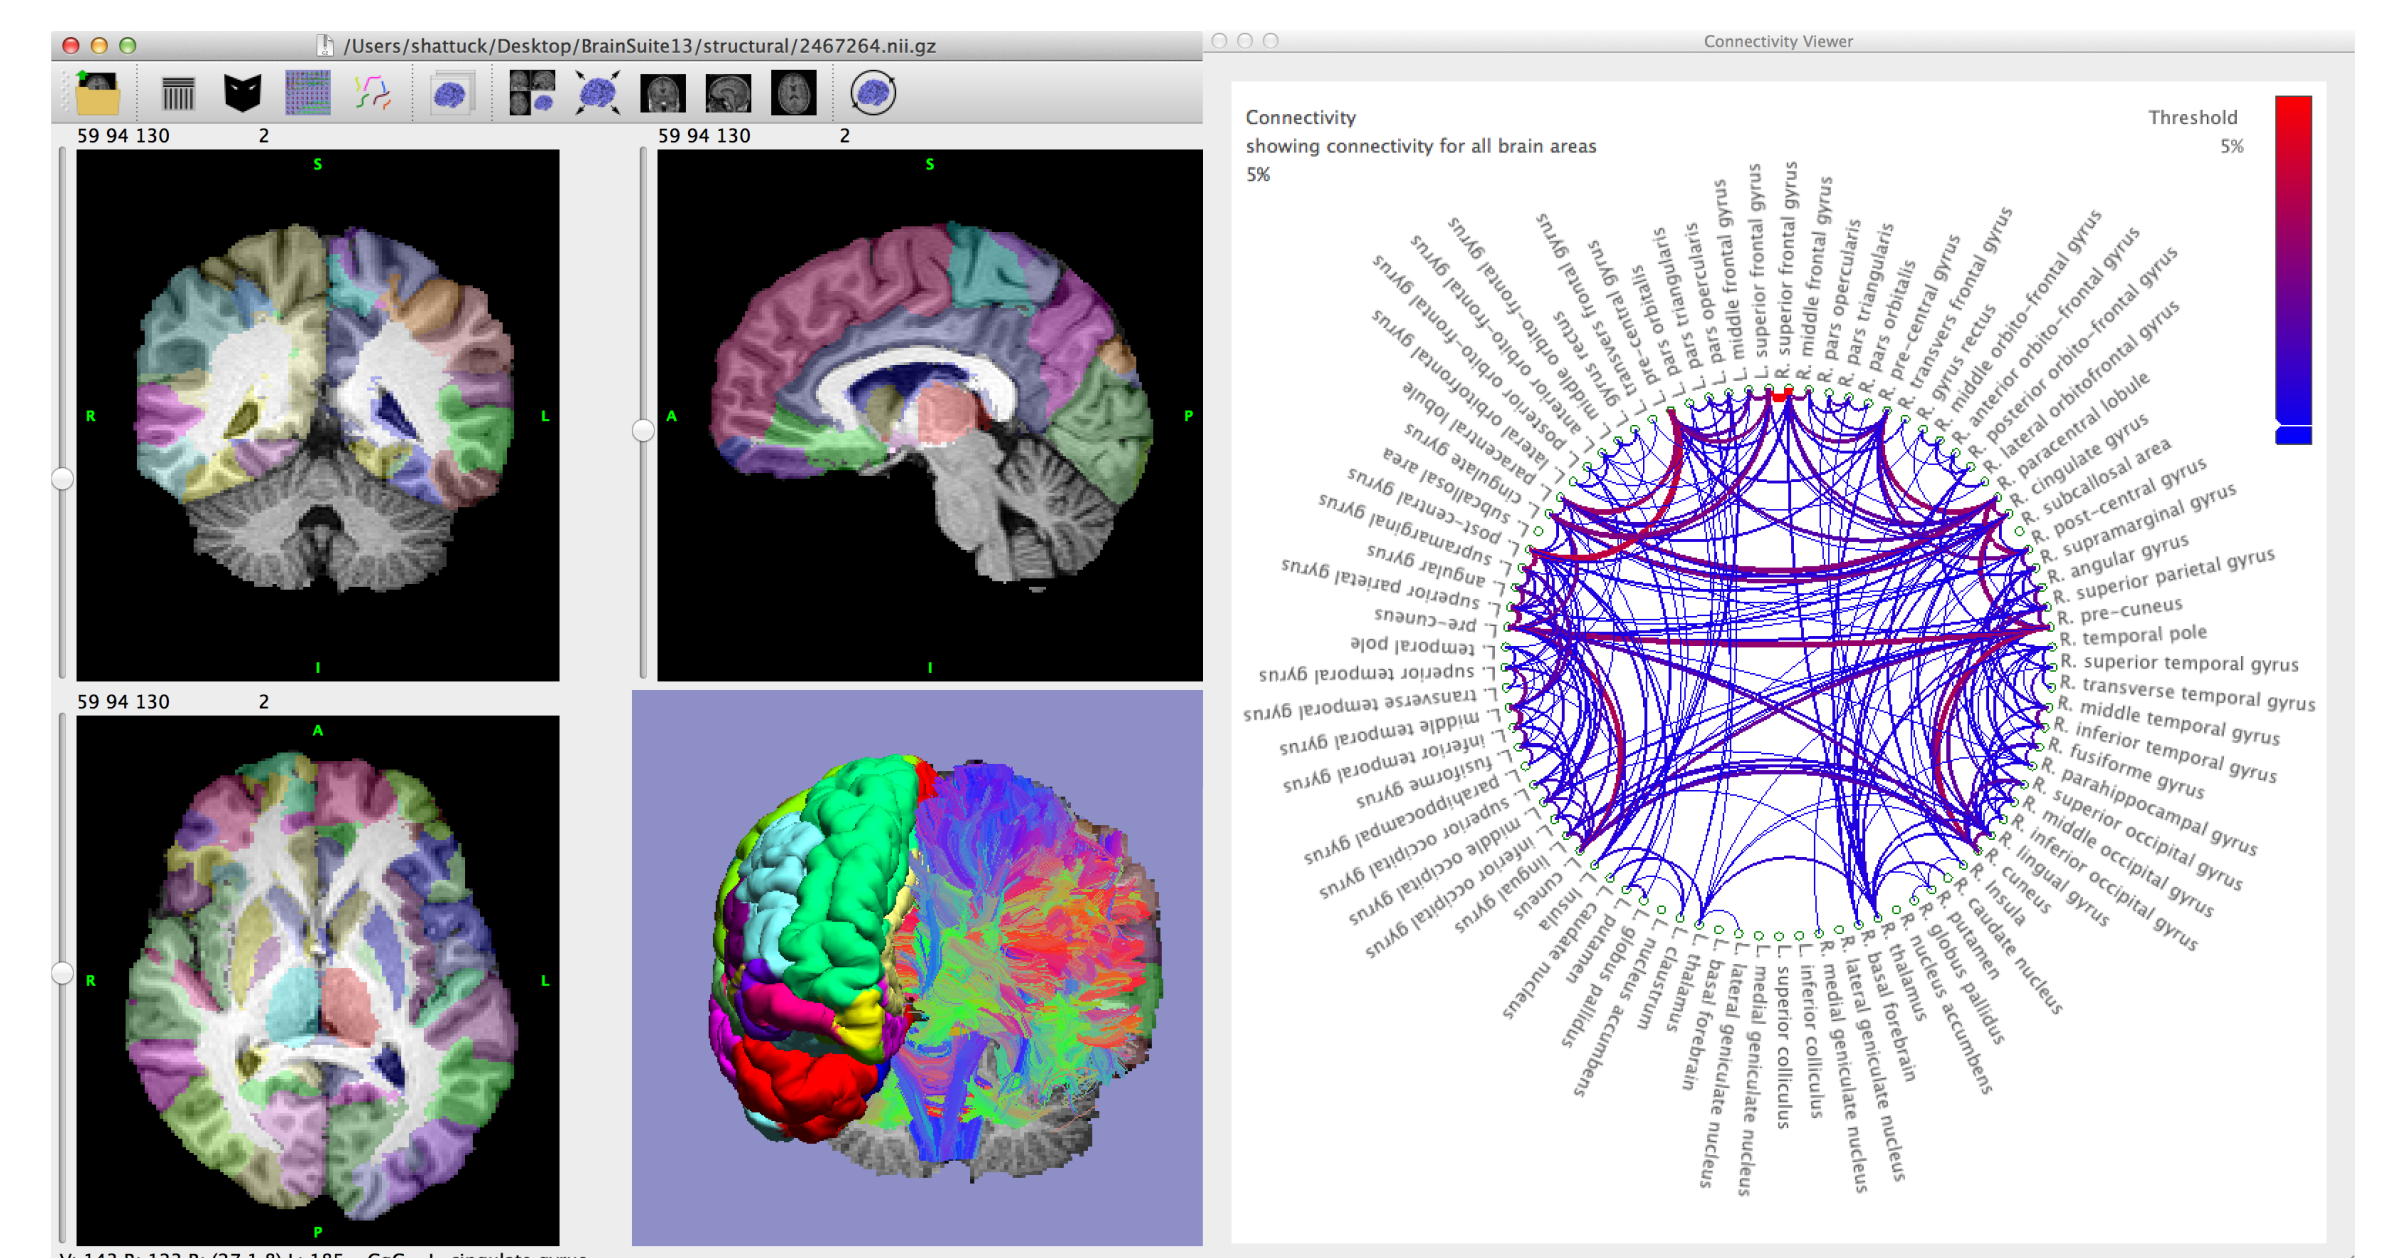 /Users/shattuck/Desktop/BrainSuite13/structural/2467264.nii.gz
59 94 130 2
S
R
L
I
59 94 130 2
S
A
P
I
59 94 130 2
A
R
L
P
Connectivity Viewer
Connectivity
showing connectivity for all brain areas
5%
Threshold
5%
R. superior frontal gyrus
R. middle frontal gyrus
R. pars opercularis
R. pars triangularis
R. pars orbitalis
R. pre-central gyrus
R. transvers frontal gyrus
R. gyrus rectus
R. middle orbito-frontal gyrus
R. anterior orbito-frontal gyrus
R. posterior orbito-frontal gyrus
R. lateral orbitofrontal gyrus
R. paracentral lobule
R. cingulate gyrus
R. subcallosal area
R. post-central gyrus
R. supramarginal gyrus
R. angular gyrus
R. superior parietal gyrus
R. pre-cuneus
R. temporal pole
R. superior temporal gyrus
R. transverse temporal gyrus
R. middle temporal gyrus
R. inferior temporal gyrus
R. fusiforme gyrus
R. parahippocampal gyrus
R. superior occipital gyrus
R. middle occipital gyrus
R. inferior occipital gyrus
R. lingual gyrus
R. cuneus
R. insula
R. caudate nucleus
R. putamen
R. globus pallidus
R. nucleus accumbens
R. thalamus
R. basal forebrain
R. lateral geniculate nucleus
R. medial geniculate nucleus
L. inferior colliculus
L. superior colliculus
L. medial geniculate nucleus
L. lateral geniculate nucleus
L. basal forebrain
L. thalamus
L. claustrum
L. nucleus accumbens
L. globus pallidus
L. putamen
L. caudate nucleus
L. insula
L. cuneus
L. lingual gyrus
L. inferior occipital gyrus
L. middle occipital gyrus
L. superior occipital gyrus
L. parahippocampal gyrus
L. fusiforme gyrus
L. inferior temporal gyrus
L. middle temporal gyrus
L. transverse temporal gyrus
L. superior temporal gyrus
L. temporal pole
L. pre-cuneus
L. superior parietal gyrus
L. angular gyrus
L. supramarginal gyrus
L. post-central gyrus
L. subcallosal area
L. cingulate gyrus
L. paracentral lobule
L. lateral orbitofrontal gyrus
L. posterior orbito-frontal gyrus
L. anterior orbito-frontal gyrus
L. middle orbito-frontal gyrus
L. gyrus rectus
L. transvers frontal gyrus
L. pre-central gyrus
L. pars orbitalis
L. pars triangularis
L. pars opercularis
L. middle frontal gyrus
L. superior frontal gyrus